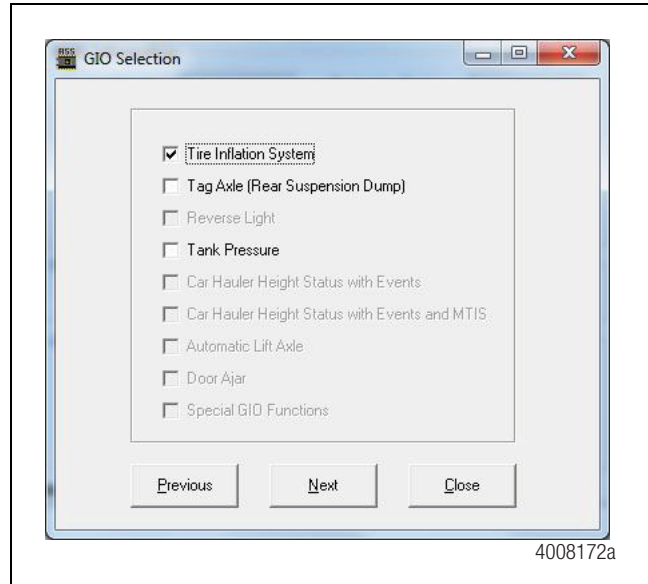 RSS
GIO Selection
Tire Inflation System
Tag Axle (Rear Suspension Dump)
Reverse Light
Tank Pressure
Car Hauler Height Status with Events
Car Hauler Height Status with Events and MTIS
Automatic Lift Axle
Door Ajar
Special GIO Functions
Previous Next Close
4008172a